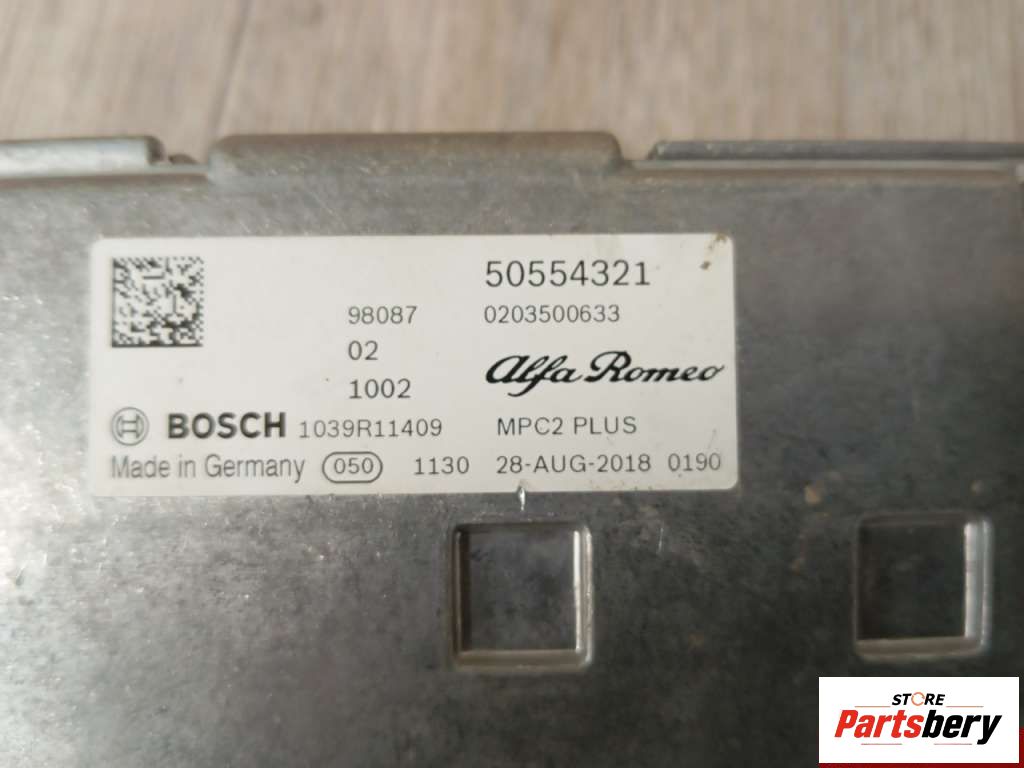 50554321
98087 0203500633
02
Alfa Romeo
1002
BOSCH 1039R11409 MPC2 PLUS
Made in Germany 050 1130 28-AUG-2018 0190
STORE
Partsbery